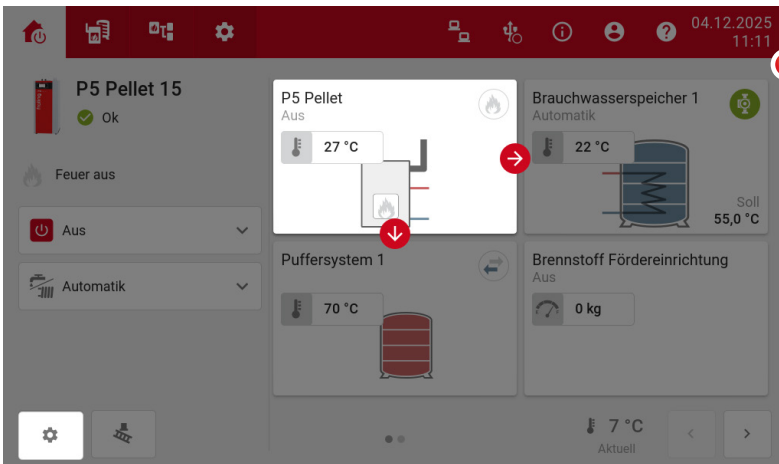 04.12.2025
11:11
P5 Pellet 15
Ok
Feuer aus
Aus
Automatik
P5 Pellet
Aus
27 °C
Brauchwasserspeicher 1
Automatik
22 °C
Soll
55,0 °C
Puffersystem 1
70 °C
Brennstoff Fördereinrichtung
Aus
0 kg
7 °C
Aktuell